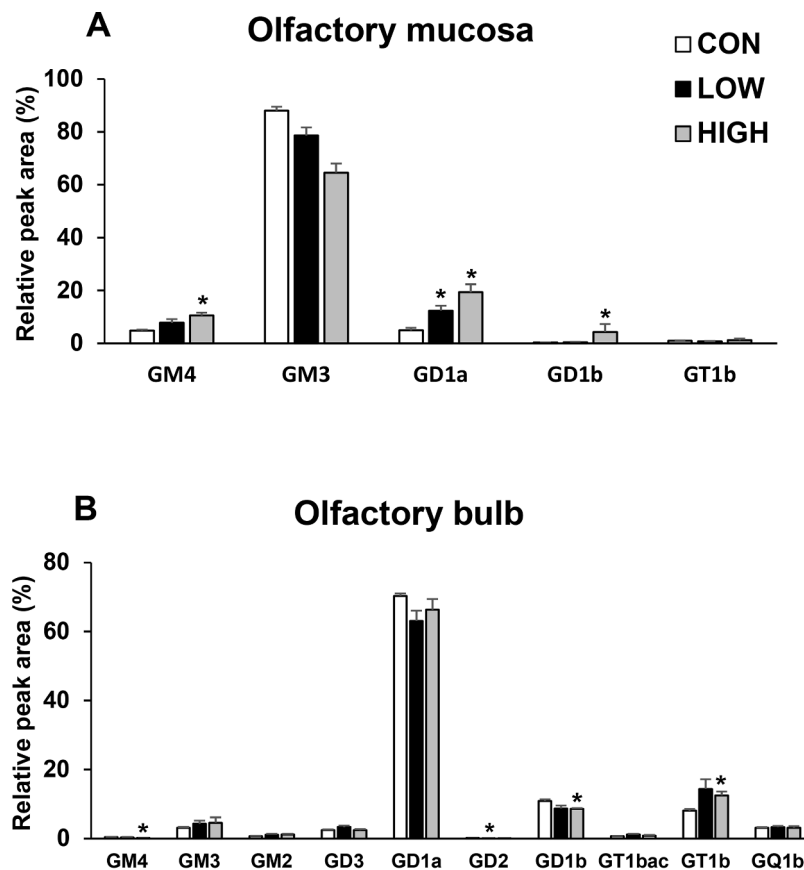 A
Olfactory mucosa
CON
LOW
HIGH
Relative peak area (%)
100
80
60
40
20
0
*
* *
*
GM4 GM3 GD1a GD1b GT1b
B
Olfactory bulb
Relative peak area (%)
80
60
40
20
0
* * * *
GM4 GM3 GM2 GD3 GD1a GD2 GD1b GT1bac GT1b GQ1b